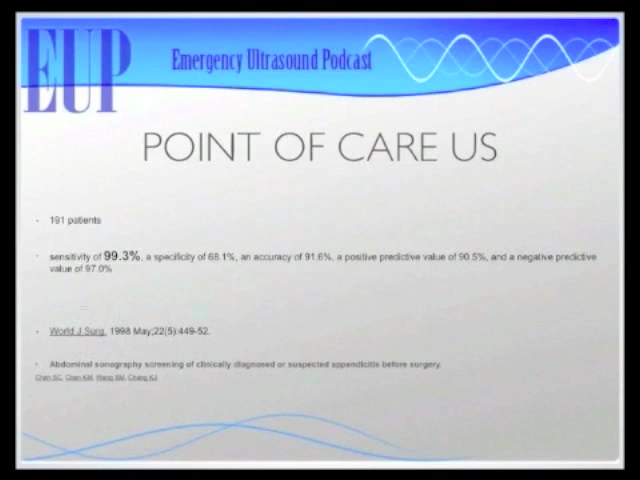 EUP
Emergency Ultrasound Podcast
POINT OF CARE US
191 patients
sensitivity of 99.3%, a specificity of 68.1%, an accuracy of 91.6%, a positive predictive value of 90.5%, and a negative predictive
value of 97.0%
World J Surg. 1998 May;22(5):449-52.
Abdominal sonography screening of clinically diagnosed or suspected appendicitis before surgery.
Chen SC, Chen KM, Wang SM, Chang KJ